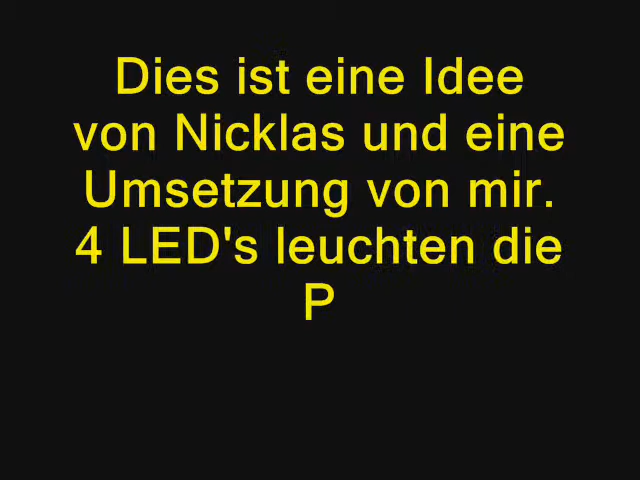 Dies ist eine Idee
von Nicklas und eine
Umsetzung von mir.
4 LED's leuchten die
P